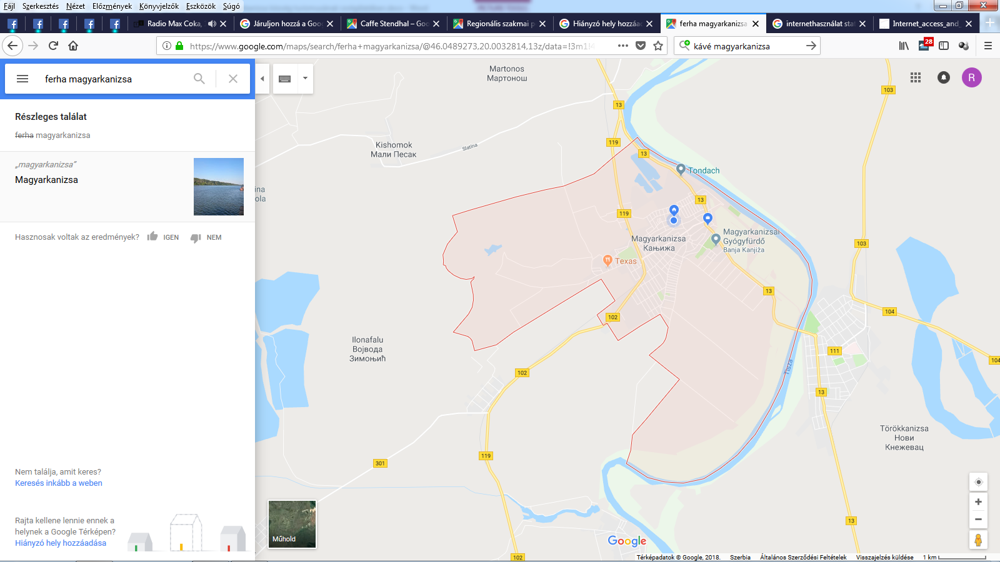 Fájl Szerkesztés Nézet Előzmények Könyvjelzők Eszközök Súgó
Radio Max Coka,
Járuljon hozzá a Goo
Caffe Stendhal – Go
Regionális szakmai p
Hiányzó hely hozzáa
ferha magyarkanizsa
internethasználat sta
Internet_access_and_
https://www.google.com/maps/search/ferha+magyarkanizsa/@46.0489273,20.0032814,13z/data=!3m1!4
kávé magyarkanizsa
28
ferha magyarkanizsa
R
Részleges találat
ferha magyarkanizsa
„magyarkanizsa”
Magyarkanizsa
Hasznosak voltak az eredmények? IGEN NEM
Nem találja, amit keres?
Keresés inkább a weben
Rajta kellene lennie ennek a
helynek a Google Térképen?
Hiányzó hely hozzáadása
Martonos
Мартонош
103
13
119
Kishomok
Мали Песак
Slatina
13
Tondach
ina
ola
13
119
Magyarkanizsa
Кањижа
Magyarkanizsai
Gyógyfürdő
Banja Kanjiža
103
Texas
13
104
102
Ilonafalu
Војвода
Зимоњић
111
104
Tisza
102
13
Törökkanizsa
Нови
Кнежевац
119
301
13
102
Műhold
Google
Térképadatok © Google, 2018. Szerbia Általános Szerződési Feltételek Visszajelzés küldése 1 km